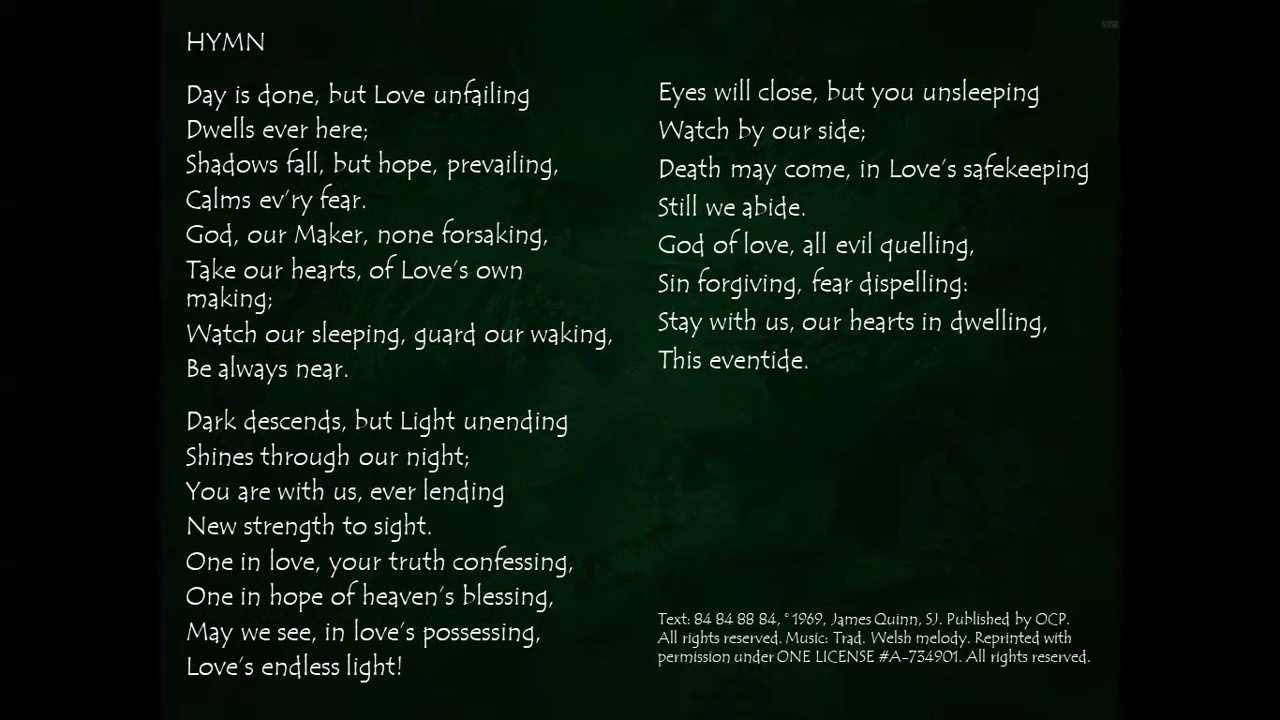 HYMN
Day is done, but Love unfailing
Dwells ever here;
Shadows fall, but hope, prevailing,
Calms ev'ry fear.
God, our Maker, none forsaking,
Take our hearts, of Love's own
making;
Watch our sleeping, guard our waking,
Be always near.
Dark descends, but Light unending
Shines through our night;
You are with us, ever lending
New strength to sight.
One in love, your truth confessing,
One in hope of heaven's blessing,
May we see, in love's possessing,
Love's endless light!
Eyes will close, but you unsleeping
Watch by our side;
Death may come, in Love's safekeeping
Still we abide.
God of love, all evil quelling,
Sin forgiving, fear dispelling:
Stay with us, our hearts in dwelling,
This eventide.
Text: 84 84 88 84, © 1969, James Quinn, SJ. Published by OCP.
All rights reserved. Music: Trad. Welsh melody. Reprinted with
permission under ONE LICENSE #A-734901. All rights reserved.